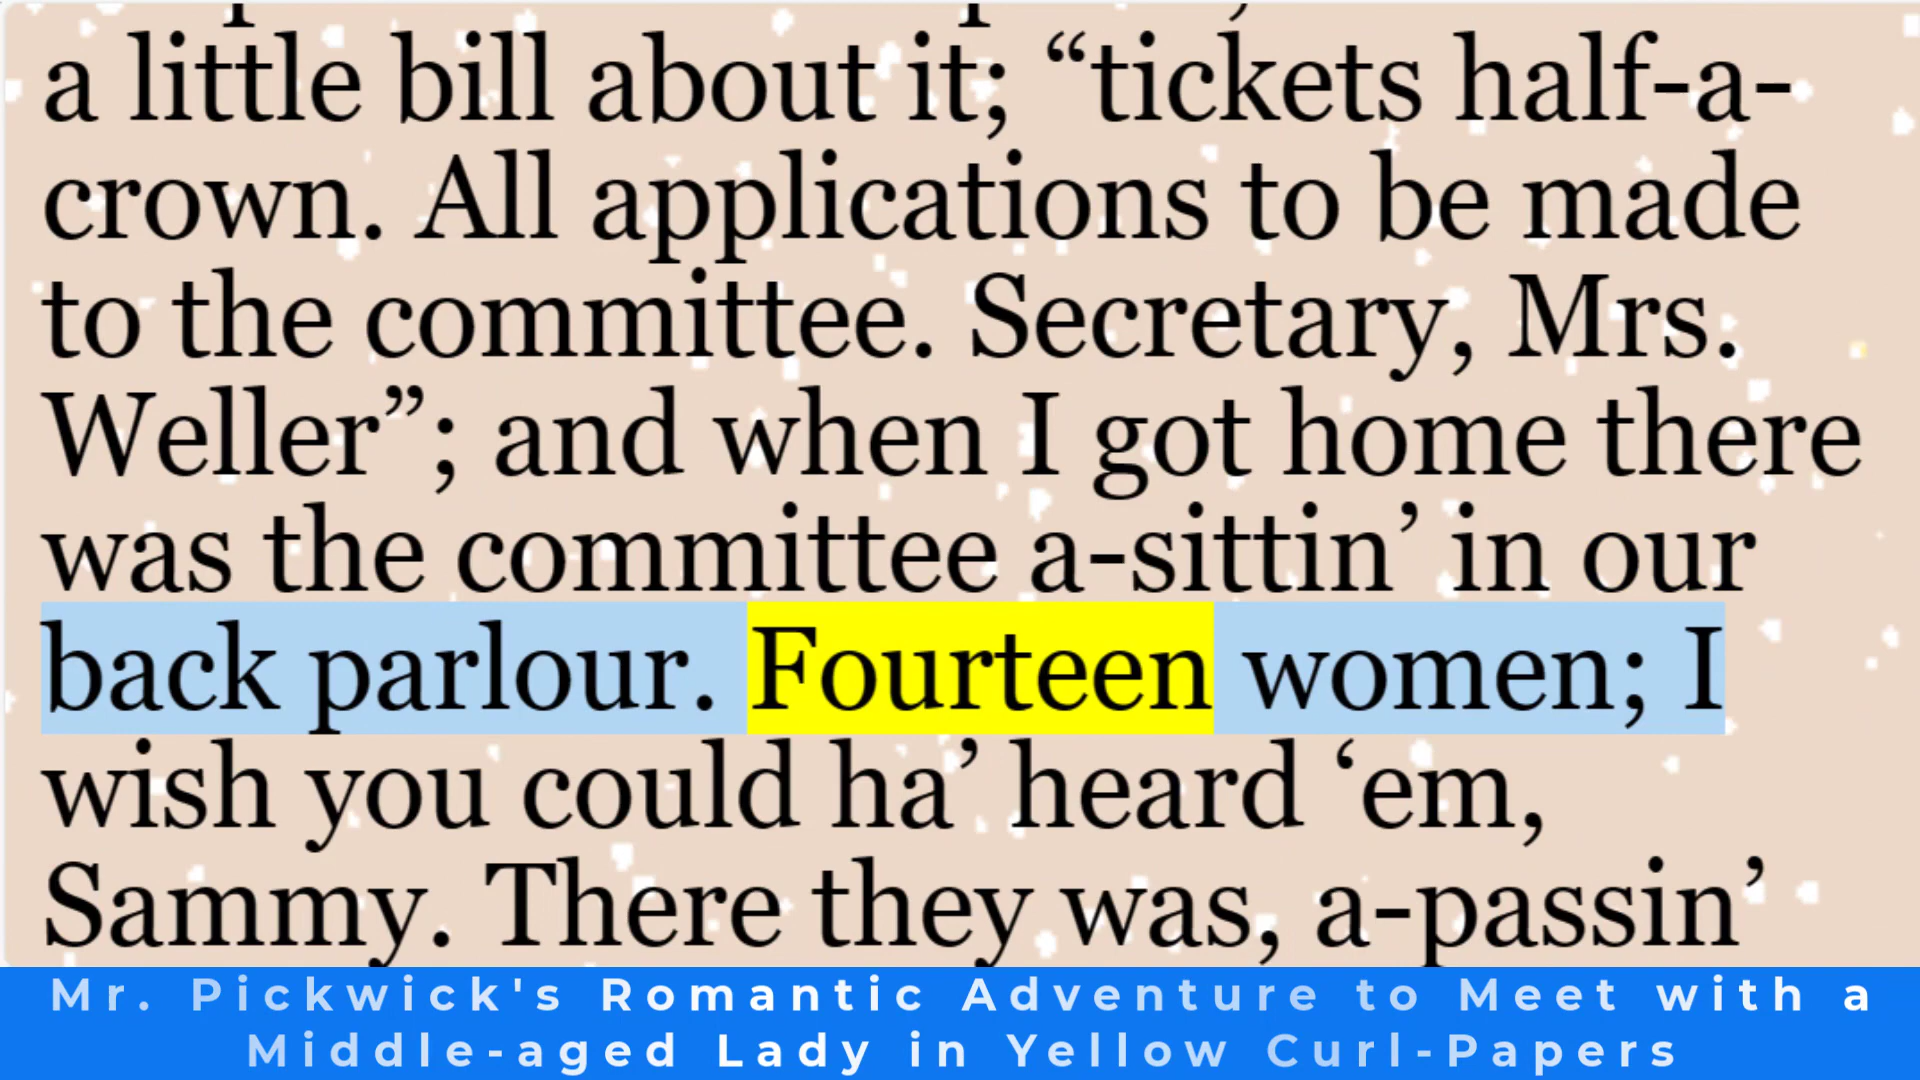 a little bill about it; “tickets half-a-
crown. All applications to be made
to the committee. Secretary, Mrs.
Weller”; and when I got home there
was the committee a-sittin’ in our
back parlour. Fourteen women; I
wish you could ha’ heard ‘em,
Sammy. There they was, a-passin’
Mr. Pickwick's Romantic Adventure to Meet with a
Middle-aged Lady in Yellow Curl-Papers